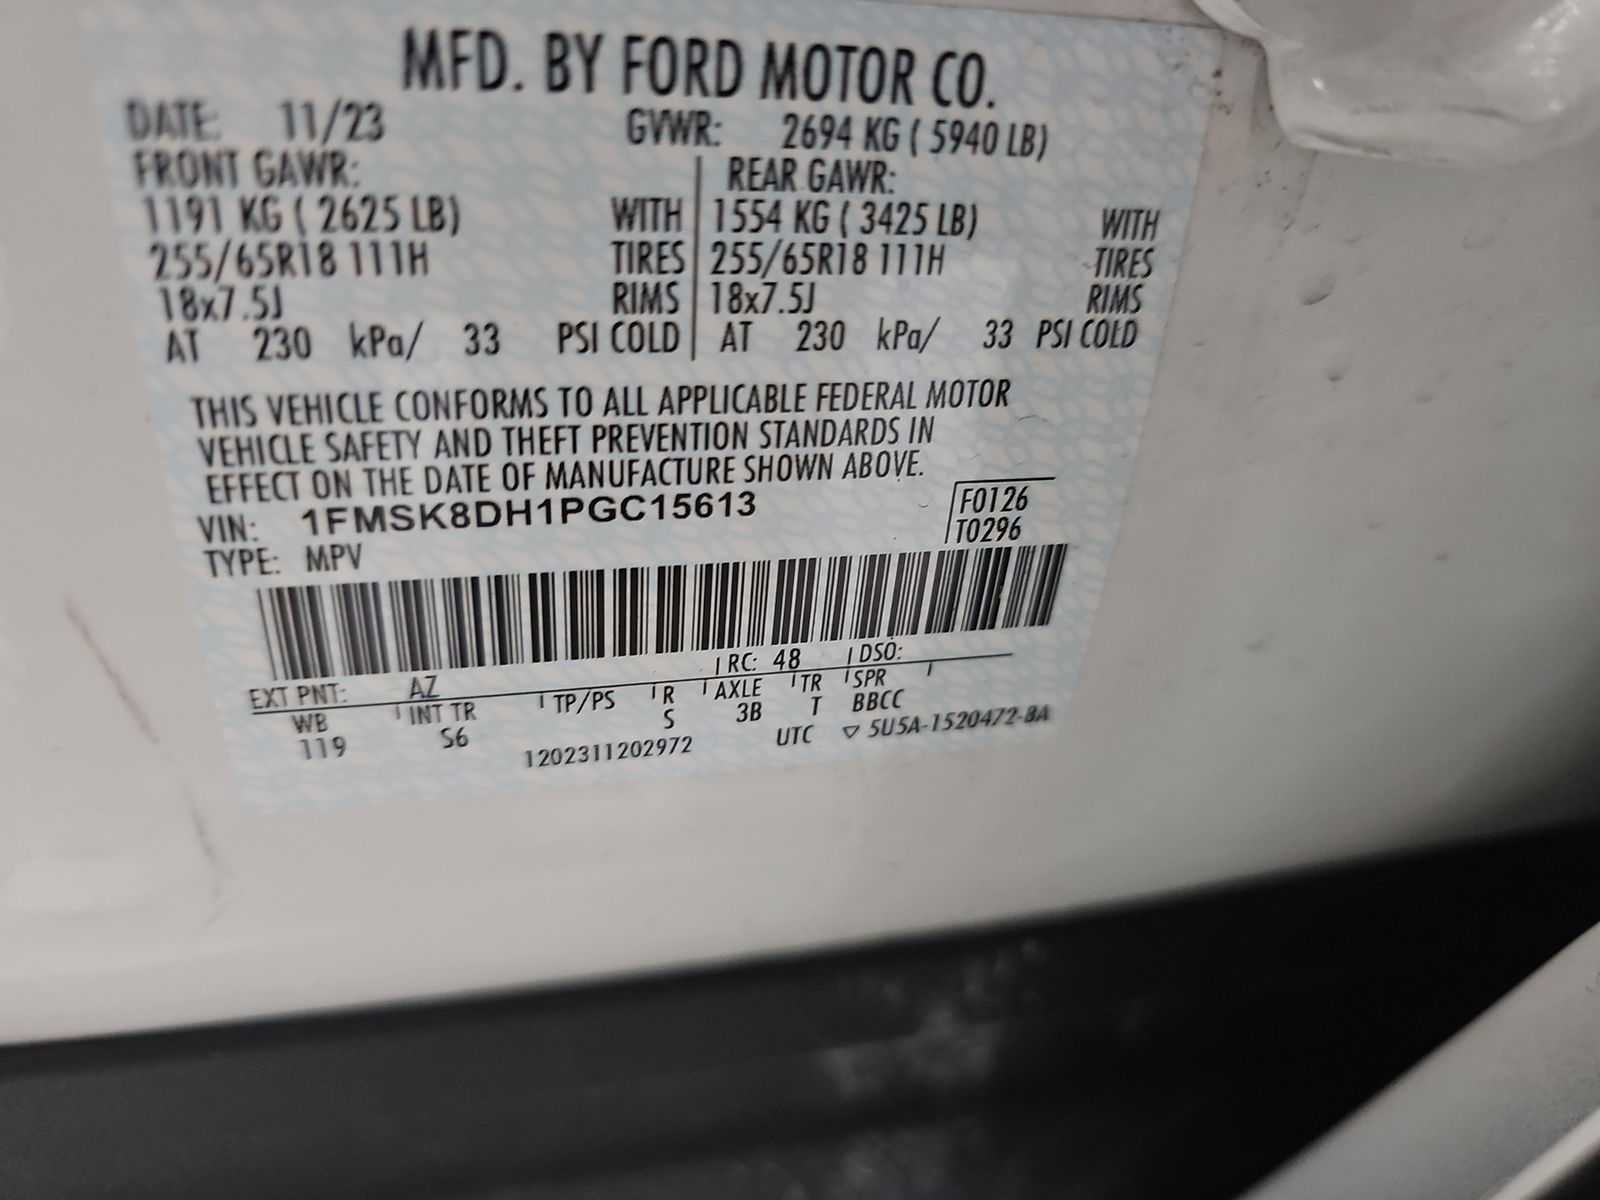 MFD. BY FORD MOTOR CO.
DATE: 11/23 GVWR: 2694 KG ( 5940 LB)
FRONT GAWR: REAR GAWR:
1191 KG ( 2625 LB) WITH 1554 KG ( 3425 LB) WITH
255/65R18 111H TIRES 255/65R18 111H TIRES
18x7.5J RIMS 18x7.5J RIMS
AT 230 kPa/ 33 PSI COLD AT 230 kPa/ 33 PSI COLD
THIS VEHICLE CONFORMS TO ALL APPLICABLE FEDERAL MOTOR
VEHICLE SAFETY AND THEFT PREVENTION STANDARDS IN
EFFECT ON THE DATE OF MANUFACTURE SHOWN ABOVE.
VIN: 1FMSK8DH1PGC15613 F0126
TYPE: MPV T0296
EXT PNT: AZ RC: 48 DSO:
WB INT TR TP/PS R AXLE TR SPR
119 S6 S 3B T BBCC
1202311202972 UTC ▽ 5U5A-1520472-BA